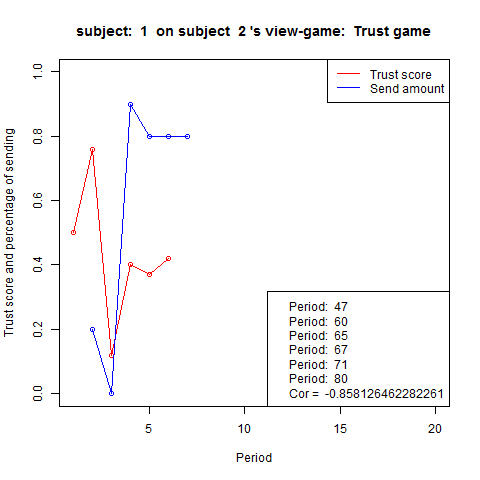 subject:  1  on subject  2 's view-game:  Trust game
Trust score and percentage of sending
1.0
0.8
0.6
0.4
0.2
0.0
Trust score
Send amount
Period:  47
Period:  60
Period:  65
Period:  67
Period:  71
Period:  80
Cor =  -0.858126462282261
5
10
15
20
Period